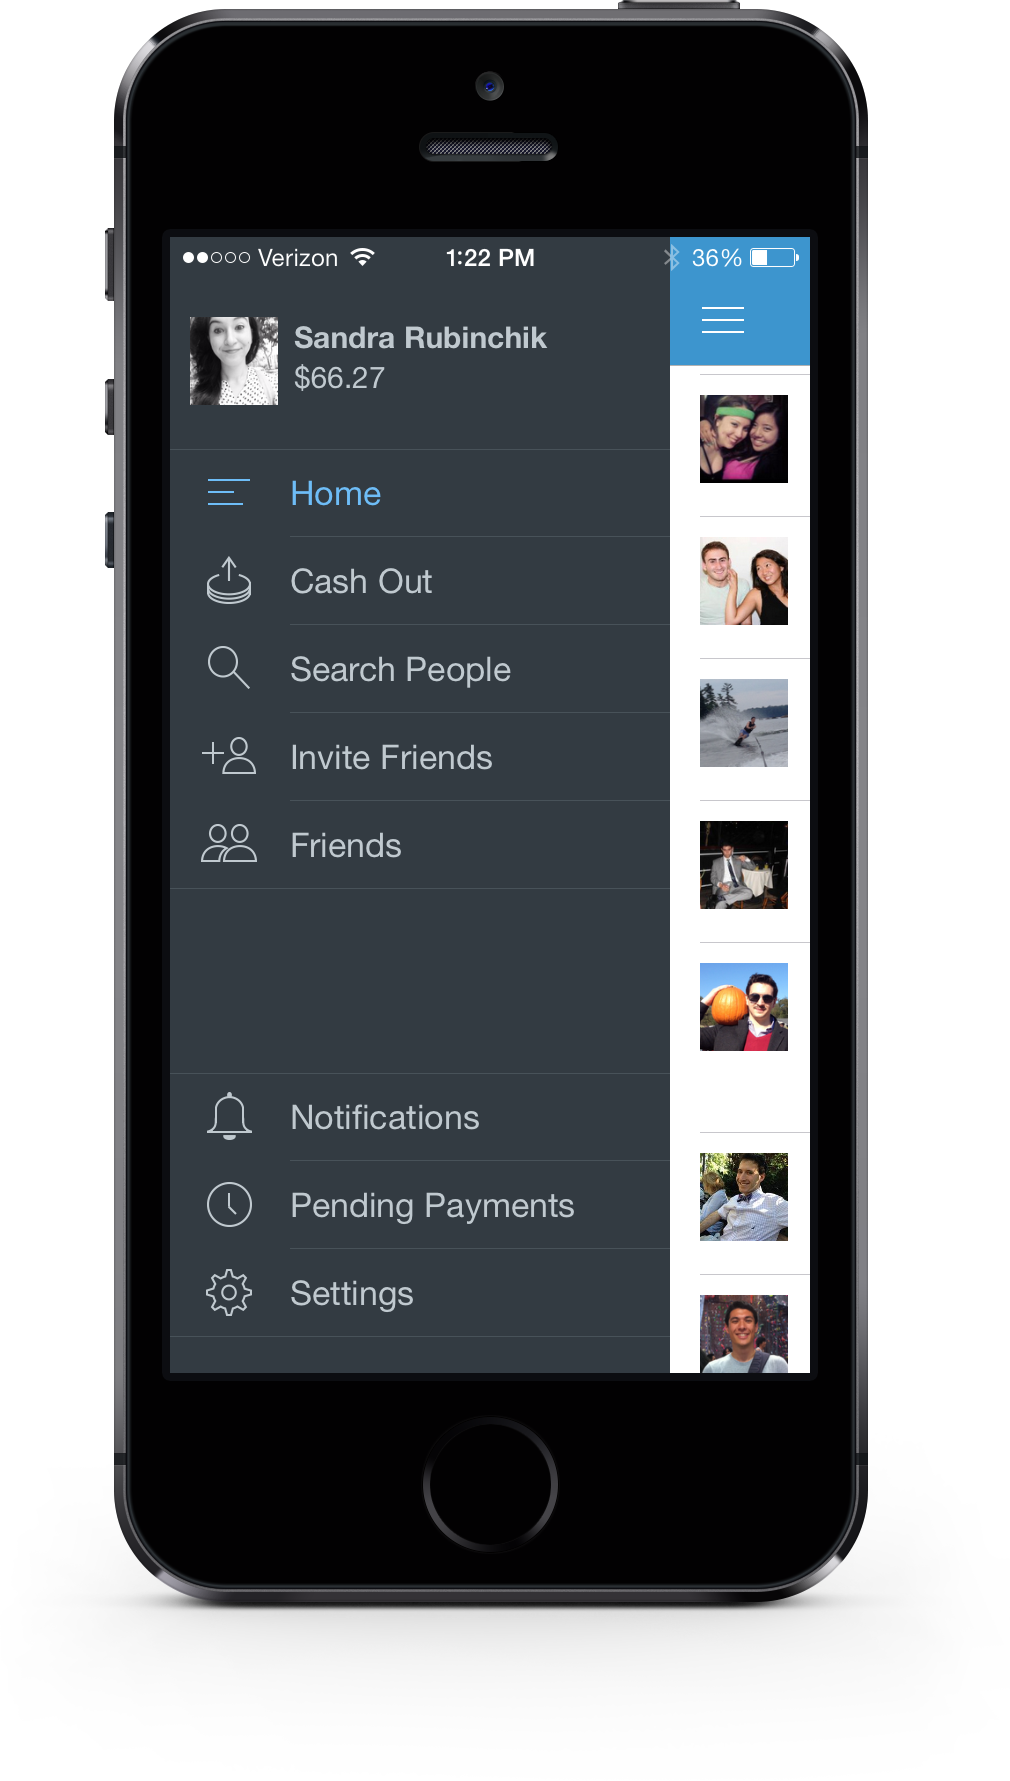 Verizon 1:22 PM 36%
Sandra Rubinchik
$66.27
Home
Cash Out
Search People
Invite Friends
Friends
Notifications
Pending Payments
Settings